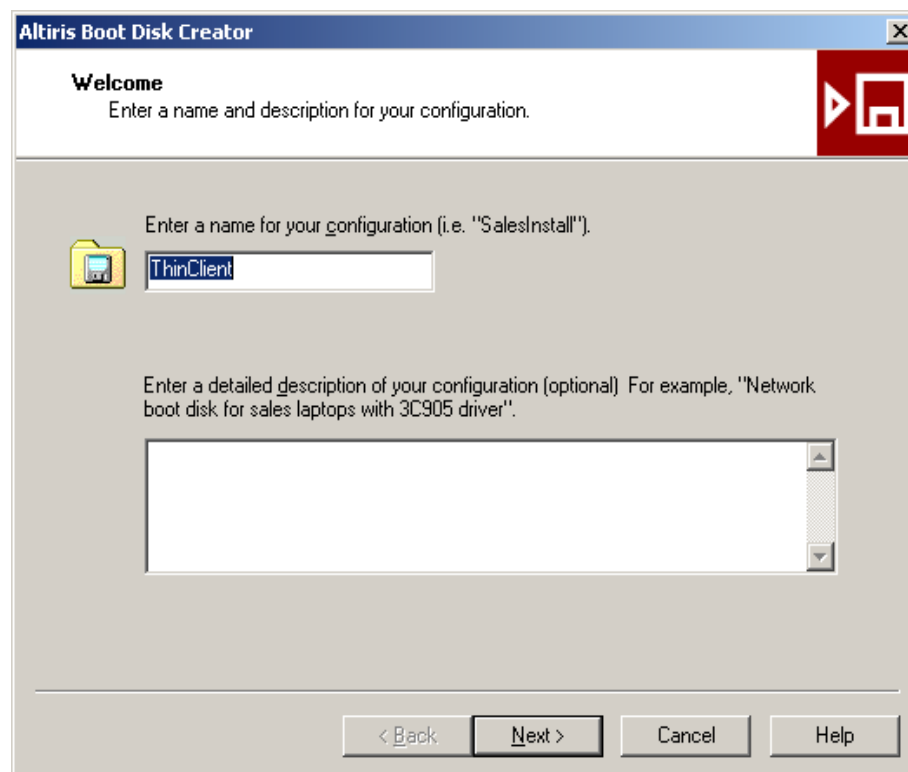 Altiris Boot Disk Creator
Welcome
Enter a name and description for your configuration.
Enter a name for your configuration (i.e. "SalesInstall").
ThinClient
Enter a detailed description of your configuration (optional)  For example, "Network
boot disk for sales laptops with 3C905 driver".
< Back
Next >
Cancel
Help